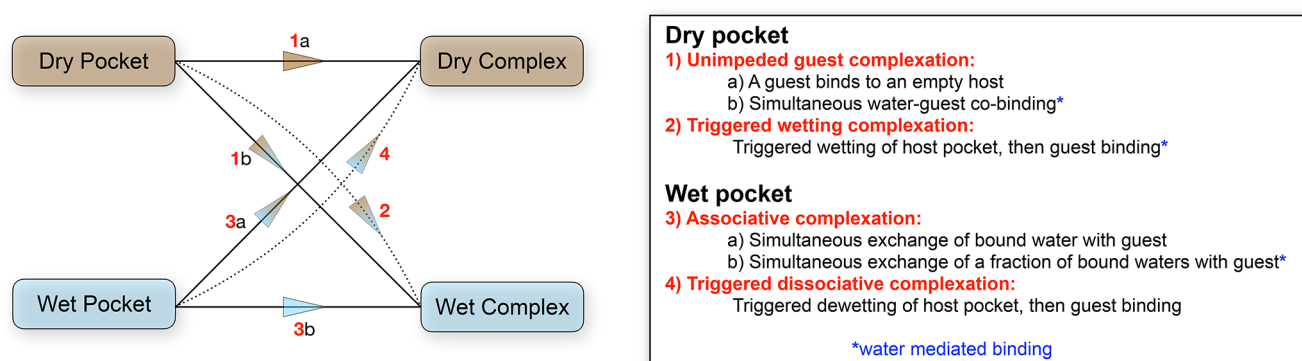 Dry Pocket
1a
Dry Complex
1b
4
3a
2
Wet Pocket
3b
Wet Complex
Dry pocket
1) Unimpeded guest complexation:
a) A guest binds to an empty host
b) Simultaneous water-guest co-binding*
2) Triggered wetting complexation:
Triggered wetting of host pocket, then guest binding*
Wet pocket
3) Associative complexation:
a) Simultaneous exchange of bound water with guest
b) Simultaneous exchange of a fraction of bound waters with guest*
4) Triggered dissociative complexation:
Triggered dewetting of host pocket, then guest binding
*water mediated binding